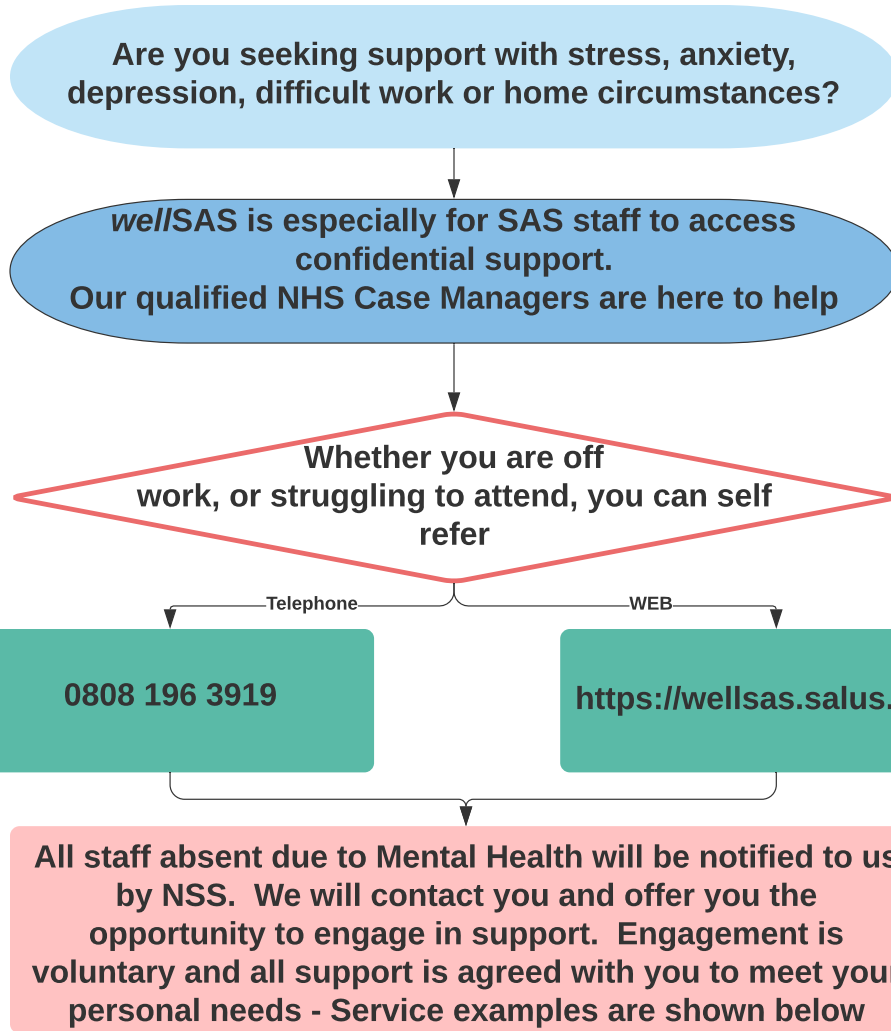 Are you seeking support with stress, anxiety,
depression, difficult work or home circumstances?
wellSAS is especially for SAS staff to access
confidential support.
Our qualified NHS Case Managers are here to help
Whether you are off
work, or struggling to attend, you can self
refer
Telephone
WEB
0808 196 3919
https://wellsas.salus.
All staff absent due to Mental Health will be notified to us
by NSS.  We will contact you and offer you the
opportunity to engage in support.  Engagement is
voluntary and all support is agreed with you to meet your
personal needs - Service examples are shown below